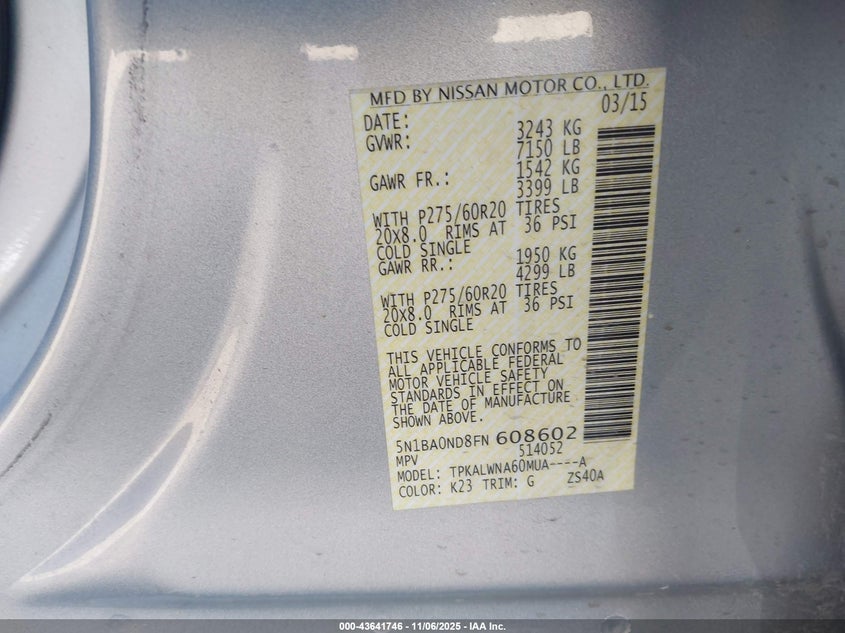 MFD BY NISSAN MOTOR CO., LTD.
DATE: 03/15
GVWR: 3243 KG
7150 LB
GAWR FR.: 1542 KG
3399 LB
WITH P275/60R20 TIRES
20x8.0 RIMS AT 36 PSI
COLD SINGLE
GAWR RR.: 1950 KG
4299 LB
WITH P275/60R20 TIRES
20x8.0 RIMS AT 36 PSI
COLD SINGLE
THIS VEHICLE CONFORMS TO
ALL APPLICABLE FEDERAL
MOTOR VEHICLE SAFETY
STANDARDS IN EFFECT ON
THE DATE OF MANUFACTURE
SHOWN ABOVE.
5N1BA0ND8FN 608602
MPV 514052
MODEL: TPKALWNA60MUA----A
COLOR: K23 TRIM: G ZS40A
000-43641746 - 11/06/2025 - IAA Inc.